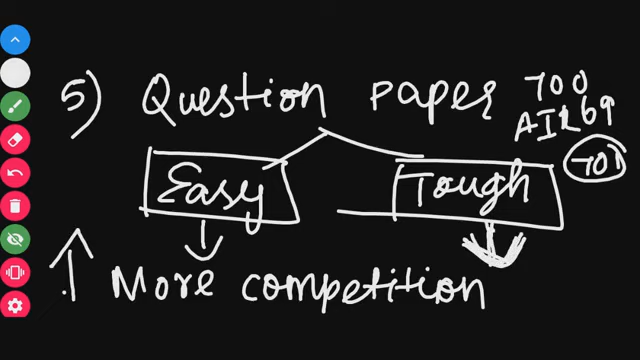 5) Question paper 700
AIR 69
701
Easy Tough
More competition